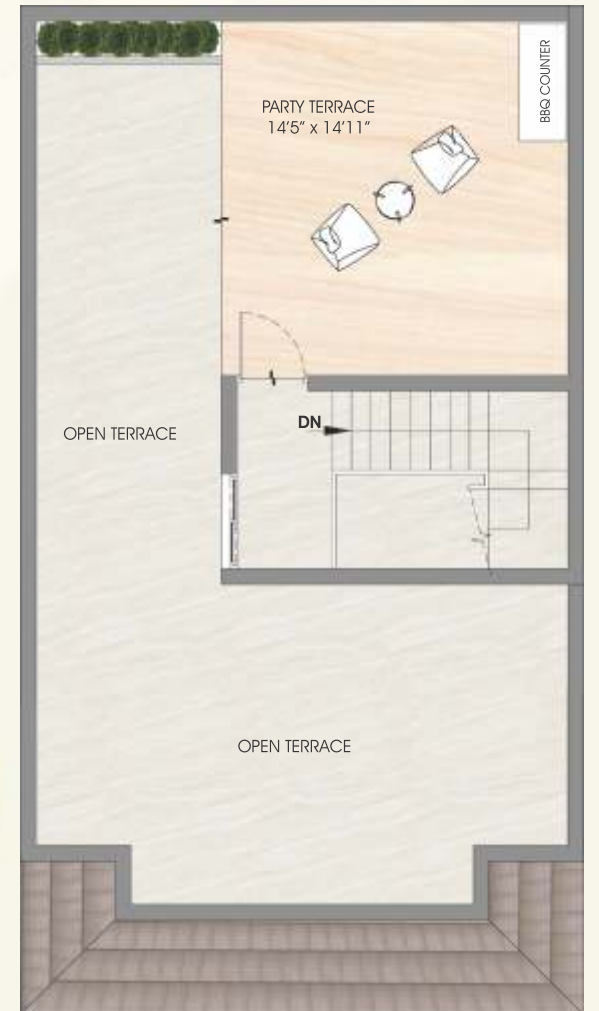 BBQ COUNTER
PARTY TERRACE
14'5" x 14'11"
DN
OPEN TERRACE
OPEN TERRACE